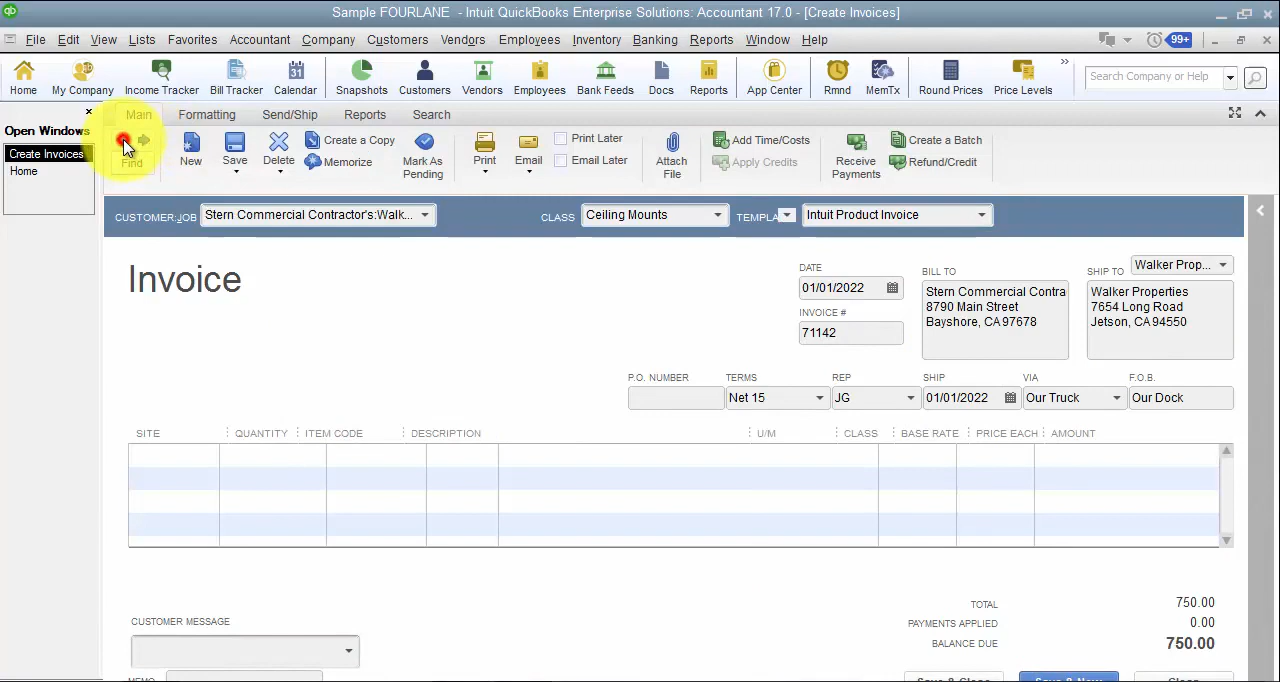 Sample FOURLANE - Intuit QuickBooks Enterprise Solutions: Accountant 17.0 - [Create Invoices]
File Edit View Lists Favorites Accountant Company Customers Vendors Employees Inventory Banking Reports Window Help 99+
Home My Company Income Tracker Bill Tracker Calendar Snapshots Customers Vendors Employees Bank Feeds Docs Reports App Center Rmnd MemTx Round Prices Price Levels Search Company or Help
Main Formatting Send/Ship Reports Search
Open Windows
Create Invoices
Home
Find
New
Save
Delete
Create a Copy
Memorize
Mark As
Pending
Print
Email
Print Later
Email Later
Attach
File
Add Time/Costs
Apply Credits
Receive
Payments
Create a Batch
Refund/Credit
CUSTOMER:JOB Stern Commercial Contractor's:Walk... CLASS Ceiling Mounts TEMPLA Intuit Product Invoice
Invoice
DATE
01/01/2022
INVOICE #
71142
BILL TO
Stern Commercial Contra
8790 Main Street
Bayshore, CA 97678
SHIP TO Walker Prop...
Walker Properties
7654 Long Road
Jetson, CA 94550
P.O. NUMBER TERMS REP SHIP VIA F.O.B.
Net 15 JG 01/01/2022 Our Truck Our Dock
SITE QUANTITY ITEM CODE DESCRIPTION U/M CLASS BASE RATE PRICE EACH AMOUNT
TOTAL 750.00
PAYMENTS APPLIED 0.00
BALANCE DUE 750.00
CUSTOMER MESSAGE
MEMO
Save & Close Save & New Clear